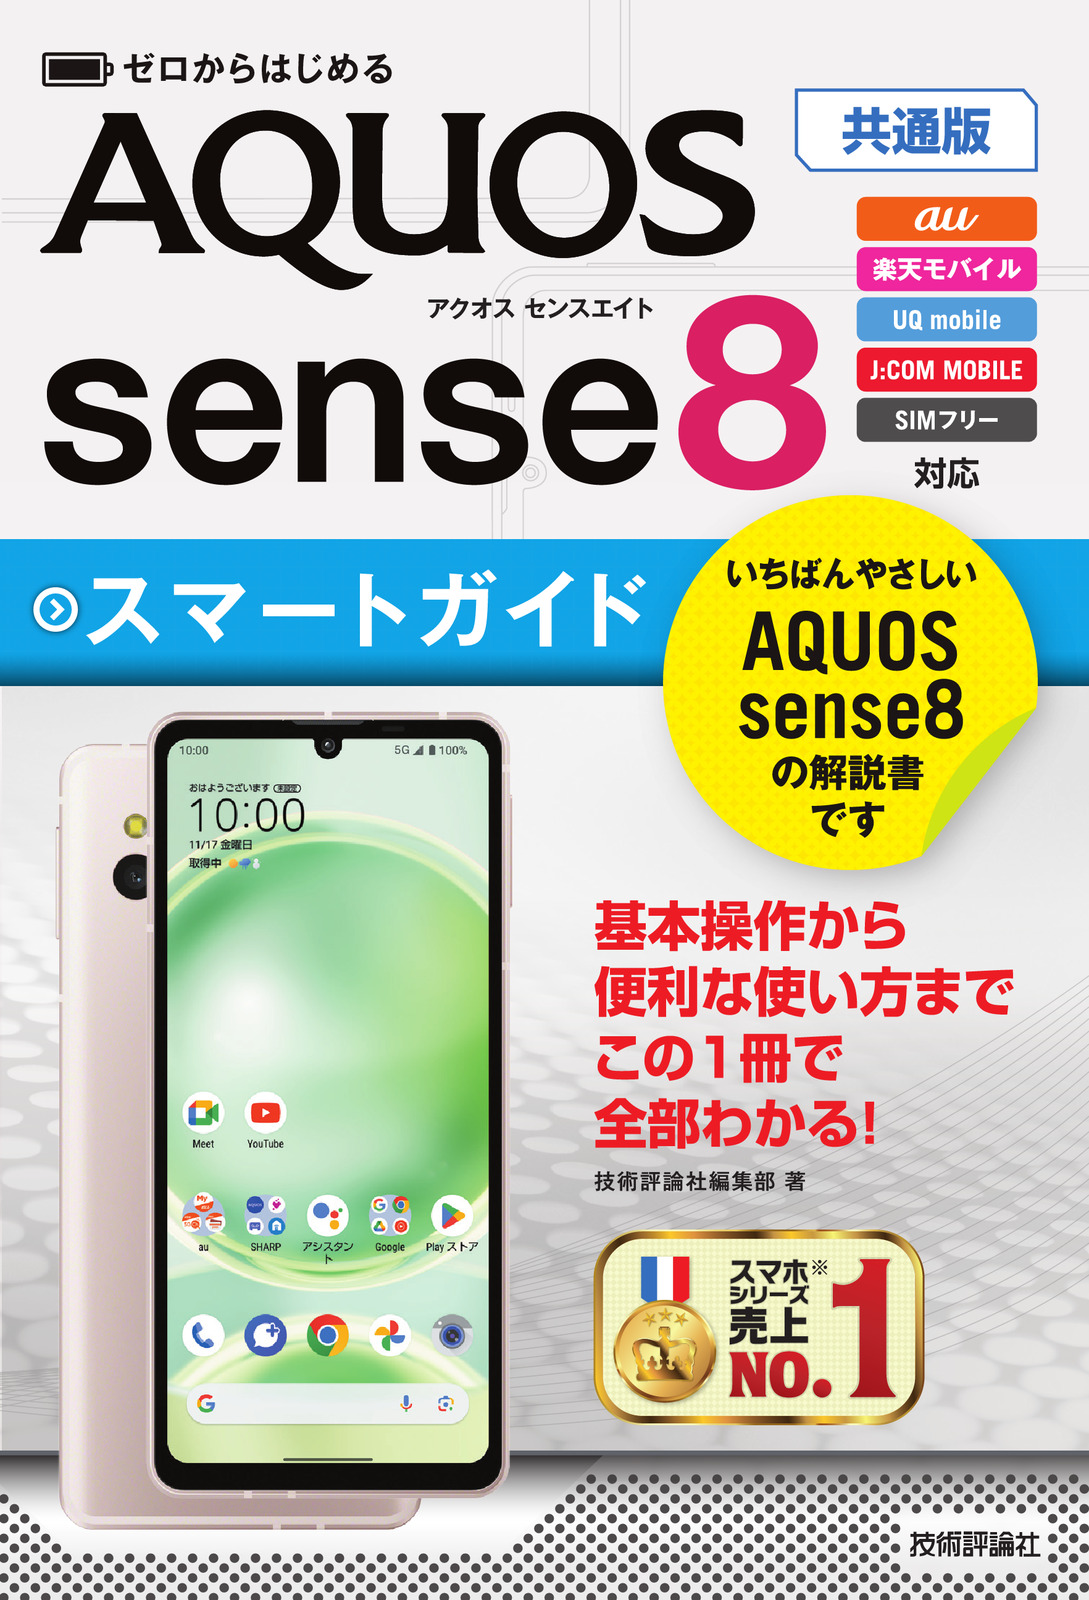 ゼロからはじめる
AQUOS
アクオス センスエイト
sense8
共通版
au
楽天モバイル
UQ mobile
J:COM MOBILE
SIMフリー
対応
スマートガイド
いちばんやさしい
AQUOS
sense8
の解説書
です
10:00
5G
100%
おはようございます
未設定
10:00
11/17 金曜日
取得中
Meet
YouTube
My
au
SHARP
アシスタン
ト
Google
Play ストア
基本操作から
便利な使い方まで
この1冊で
全部わかる!
技術評論社編集部 著
スマホ※
シリーズ
売上
NO.1
技術評論社